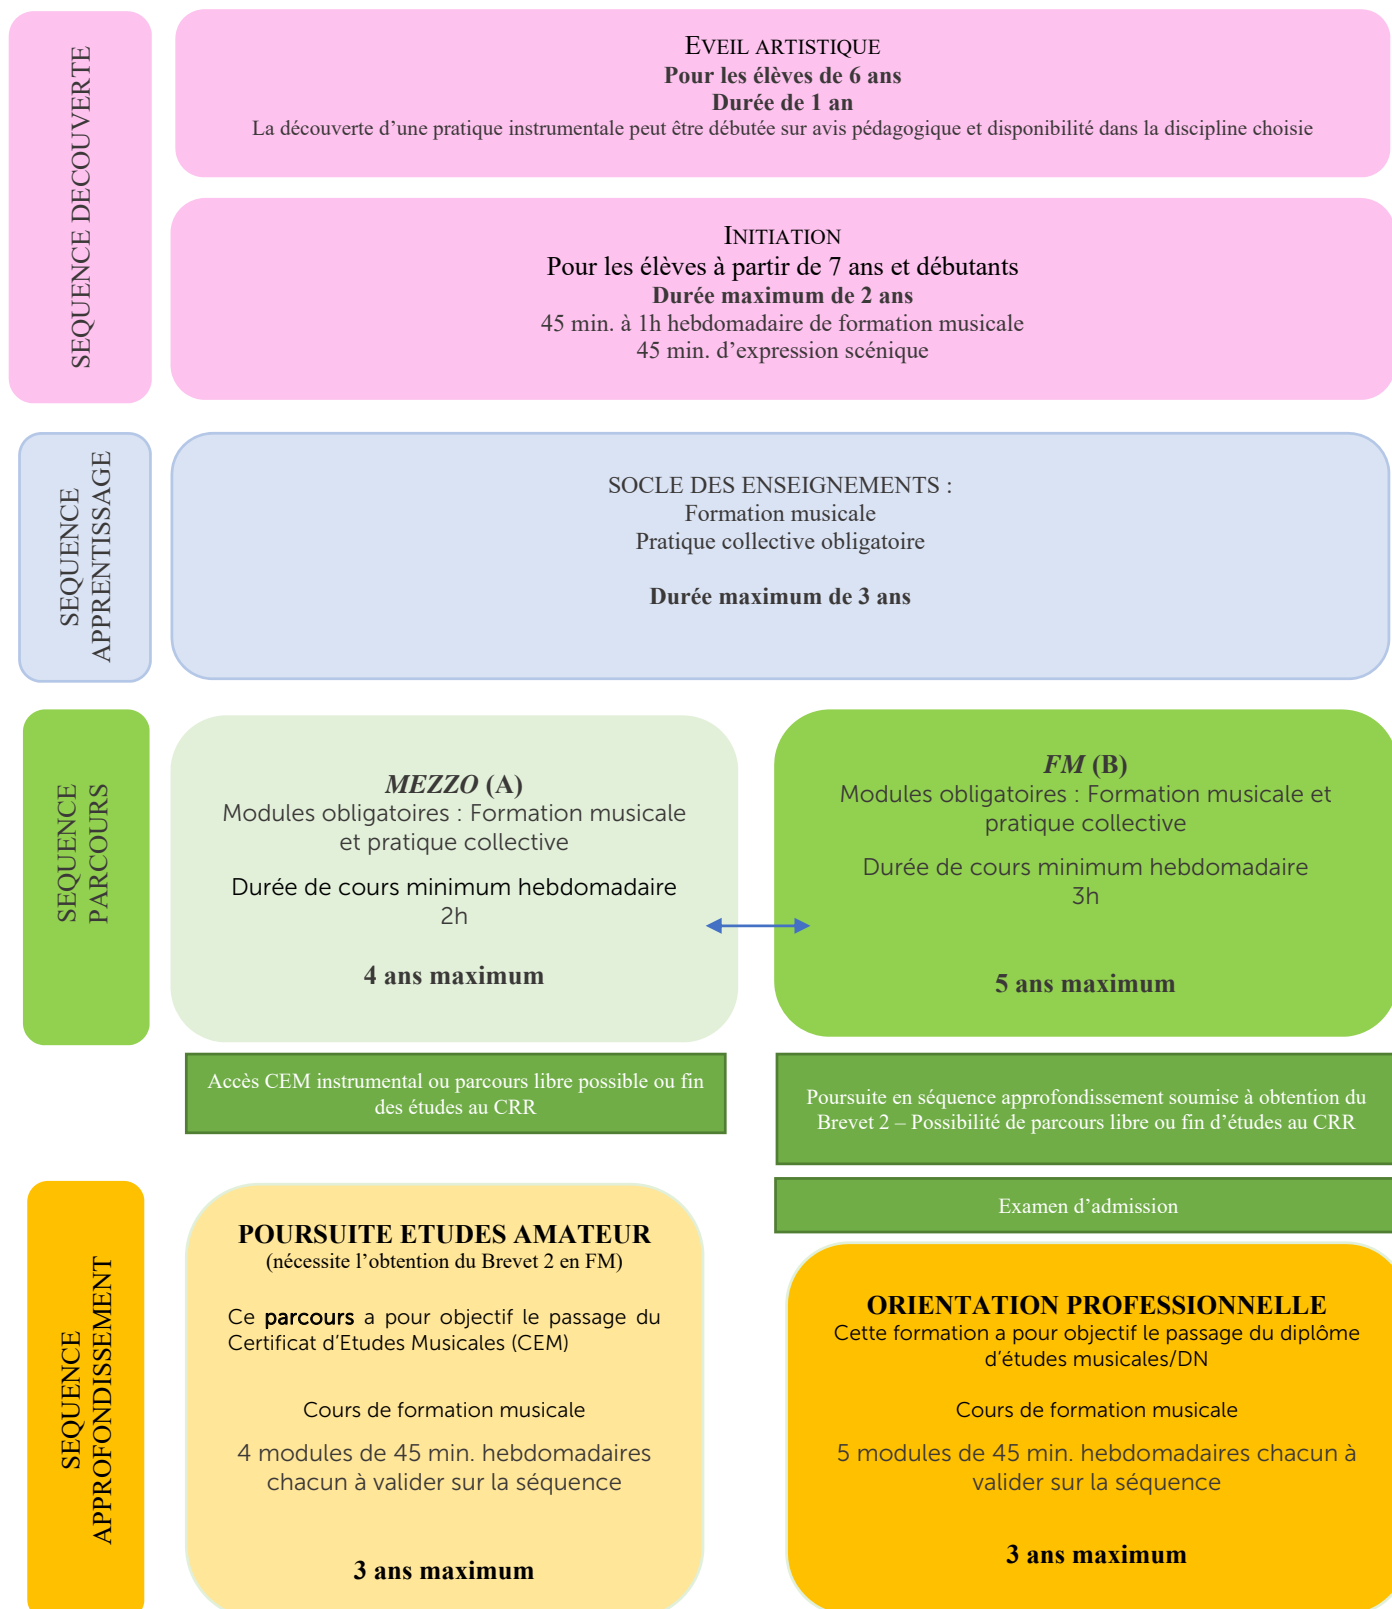 SEQUENCE DECOUVERTE
EVEIL ARTISTIQUE
Pour les élèves de 6 ans
Durée de 1 an
La découverte d’une pratique instrumentale peut être débutée sur avis pédagogique et disponibilité dans la discipline choisie
INITIATION
Pour les élèves à partir de 7 ans et débutants
Durée maximum de 2 ans
45 min. à 1h hebdomadaire de formation musicale
45 min. d’expression scénique
SEQUENCE
APPRENTISSAGE
SOCLE DES ENSEIGNEMENTS :
Formation musicale
Pratique collective obligatoire
Durée maximum de 3 ans
SEQUENCE
PARCOURS
MEZZO (A)
Modules obligatoires : Formation musicale
et pratique collective
Durée de cours minimum hebdomadaire
2h
4 ans maximum
FM (B)
Modules obligatoires : Formation musicale et
pratique collective
Durée de cours minimum hebdomadaire
3h
5 ans maximum
Accès CEM instrumental ou parcours libre possible ou fin
des études au CRR
Poursuite en séquence approfondissement soumise à obtention du
Brevet 2 – Possibilité de parcours libre ou fin d’études au CRR
Examen d’admission
SEQUENCE
APPROFONDISSEMENT
POURSUITE ETUDES AMATEUR
(nécessite l’obtention du Brevet 2 en FM)
Ce parcours a pour objectif le passage du
Certificat d’Etudes Musicales (CEM)
Cours de formation musicale
4 modules de 45 min. hebdomadaires
chacun à valider sur la séquence
3 ans maximum
ORIENTATION PROFESSIONNELLE
Cette formation a pour objectif le passage du diplôme
d’études musicales/DN
Cours de formation musicale
5 modules de 45 min. hebdomadaires chacun à
valider sur la séquence
3 ans maximum